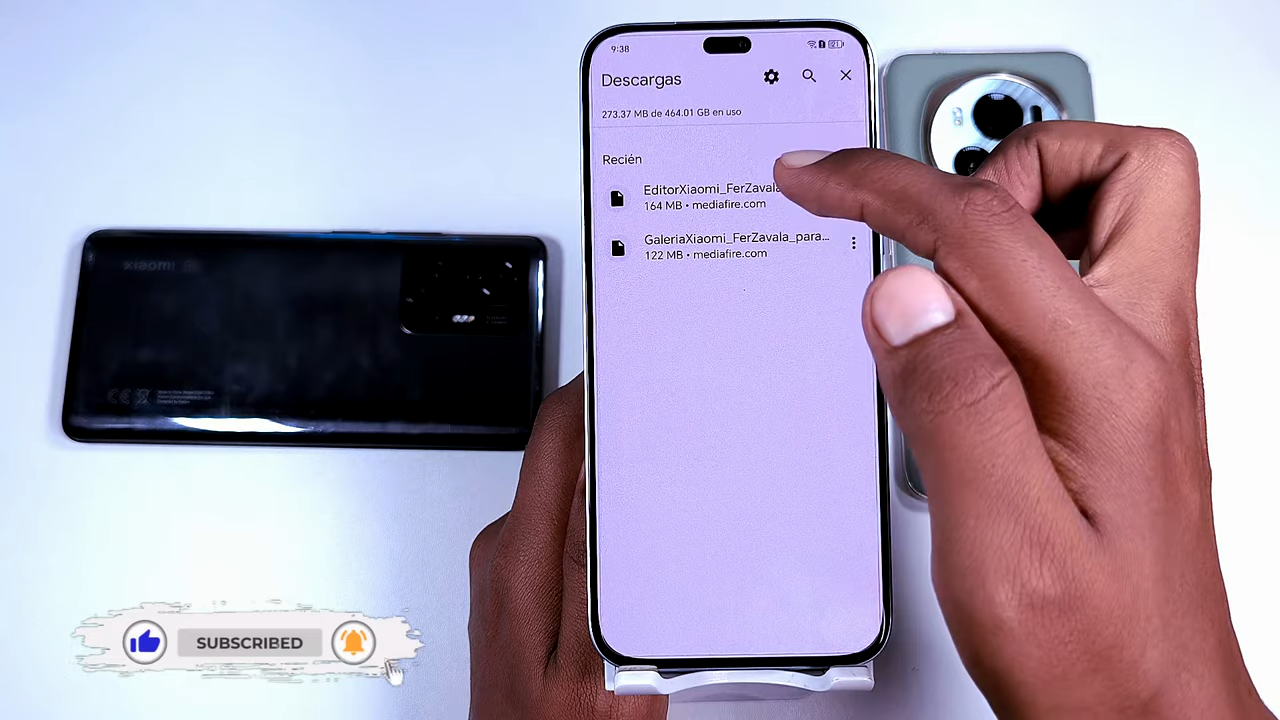 9:38
Descargas
273.37 MB de 464.01 GB en uso
Recién
EditorXiaomi_FerZavala
164 MB • mediafire.com
GaleriaXiaomi_FerZavala_para...
122 MB • mediafire.com
xiaomi
SUBSCRIBED